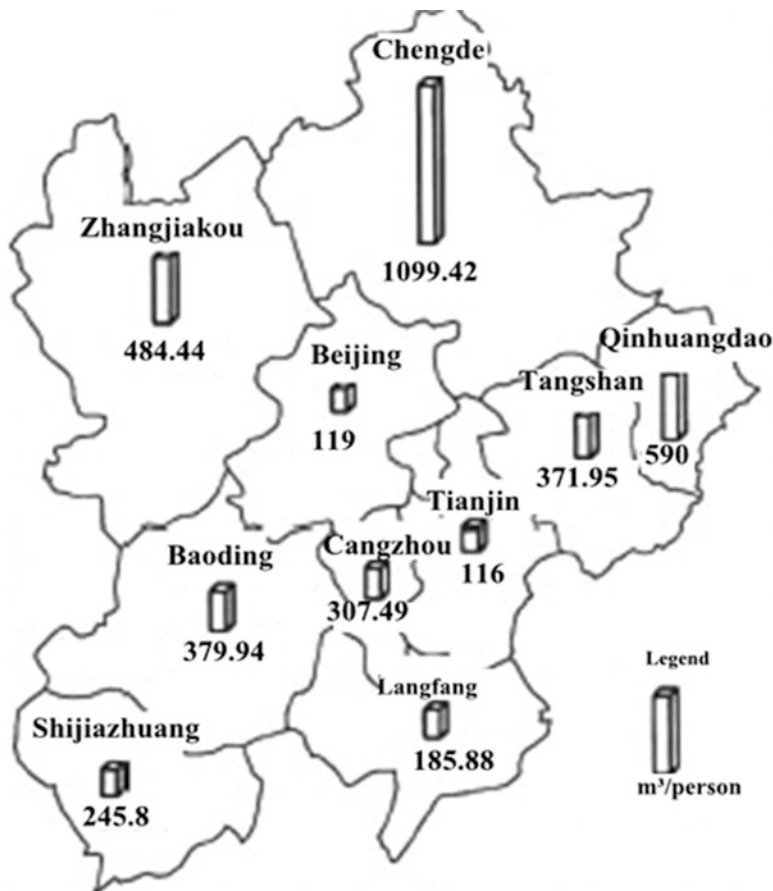 Chengde
1099.42
Zhangjiakou
484.44
Beijing
119
Qinhuangdao
590
Tangshan
371.95
Tianjin
116
Cangzhou
307.49
Baoding
379.94
Langfang
185.88
Shijiazhuang
245.8
Legend
m³/person